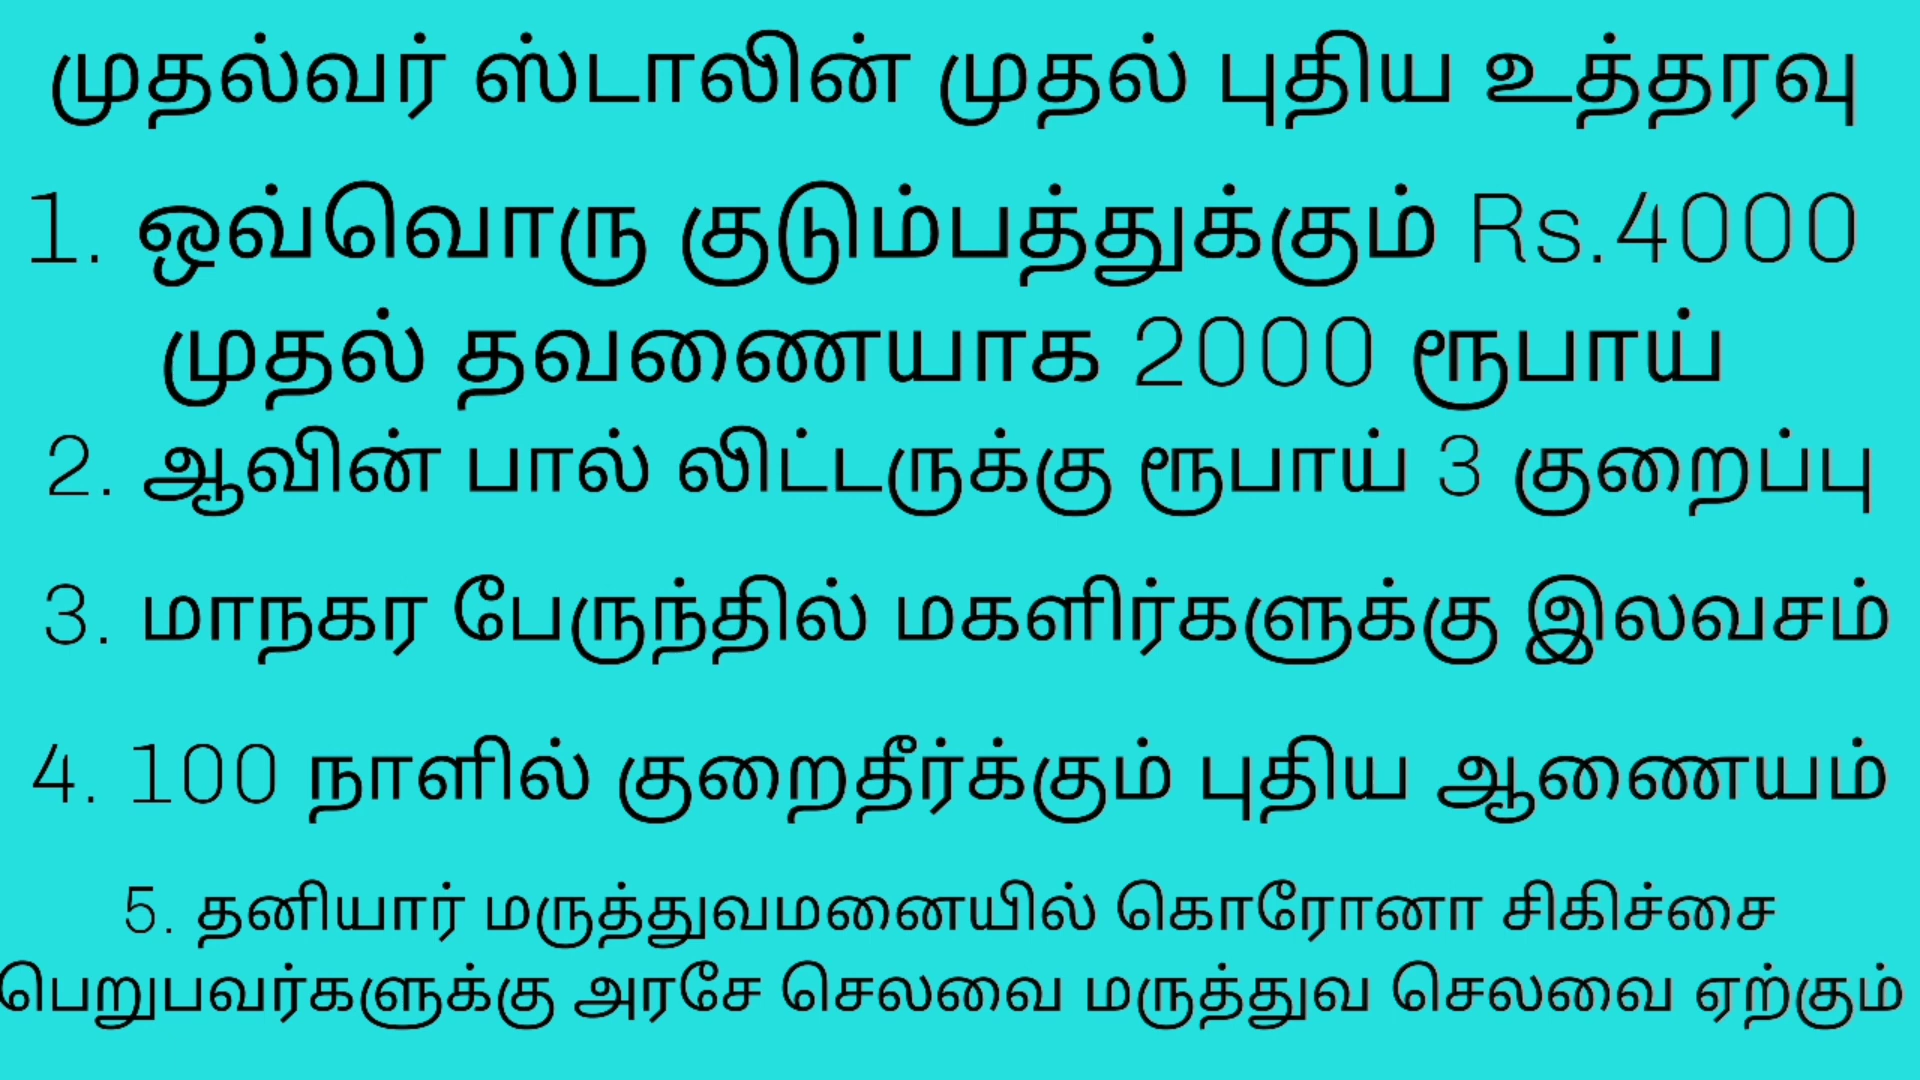 முதல்வர் ஸ்டாலின் முதல் புதிய உத்தரவு
1. ஒவ்வொரு குடும்பத்துக்கும் Rs.4000
முதல் தவணையாக 2000 ரூபாய்
2. ஆவின் பால் லிட்டருக்கு ரூபாய் 3 குறைப்பு
3. மாநகர பேருந்தில் மகளிர்களுக்கு இலவசம்
4. 100 நாளில் குறைதீர்க்கும் புதிய ஆணையம்
5. தனியார் மருத்துவமனையில் கொரோனா சிகிச்சை
பெறுபவர்களுக்கு அரசே செலவை மருத்துவ செலவை ஏற்கும்